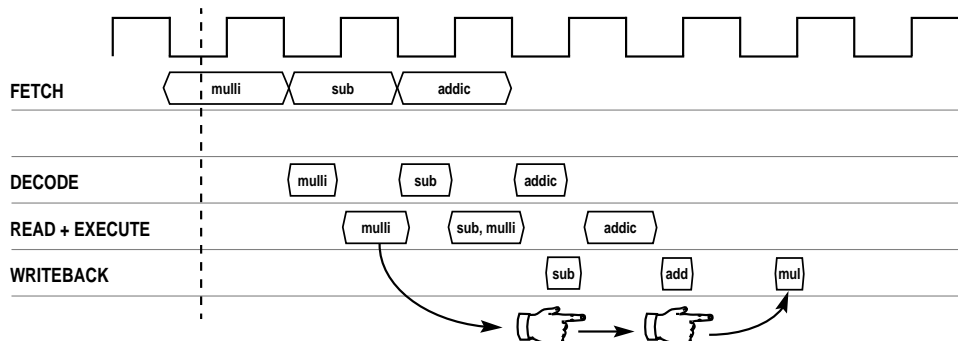 FETCH mulli sub addic
DECODE mulli sub addic
READ + EXECUTE mulli sub, mulli addic
WRITEBACK sub add mul